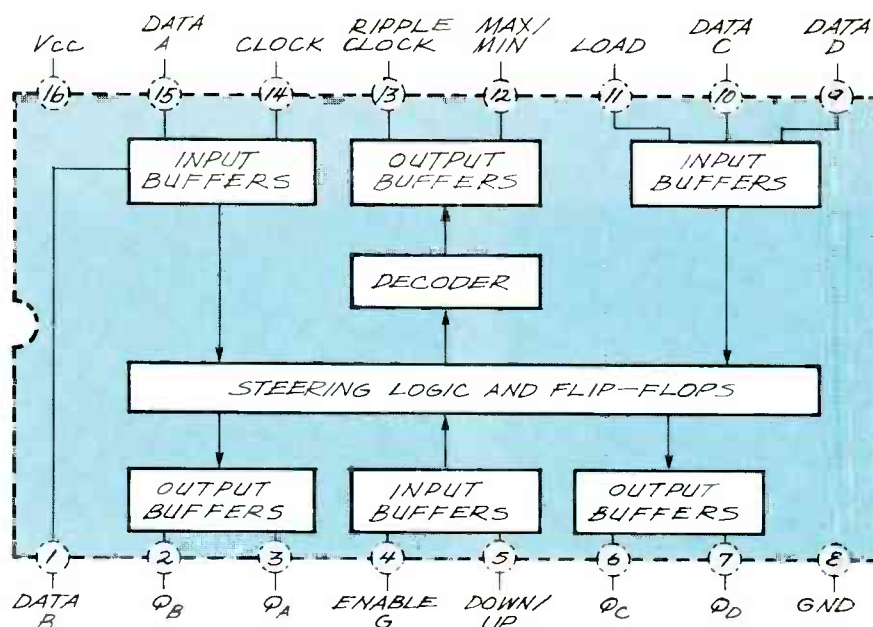 VCC
DATA
A
CLOCK
RIPPLE
CLOCK
MAX/
MIN
LOAD
DATA
C
DATA
D
16 15 14 13 12 11 10 9
INPUT
BUFFERS
OUTPUT
BUFFERS
INPUT
BUFFERS
DECODER
STEERING LOGIC AND FLIP-FLOPS
OUTPUT
BUFFERS
INPUT
BUFFERS
OUTPUT
BUFFERS
1 2 3 4 5 6 7 8
DATA
B
QB
QA
ENABLE
G
DOWN/
UP
QC
QD
GND